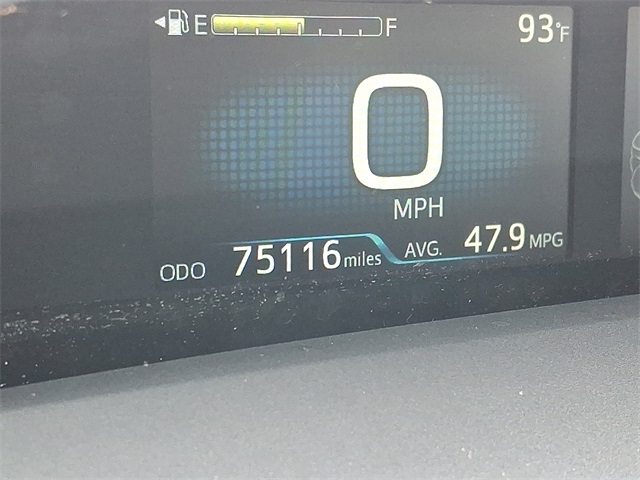 E F 93°F
0
MPH
ODO 75116 miles AVG. 47.9 MPG